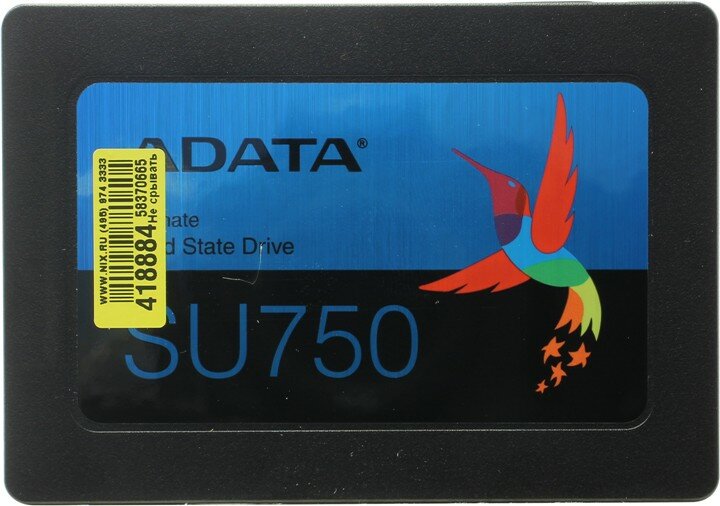 ADATA®
mate
d State Drive
SU750
WWW.NIX.RU (495) 974 3333
418884
58370665
Не срывать